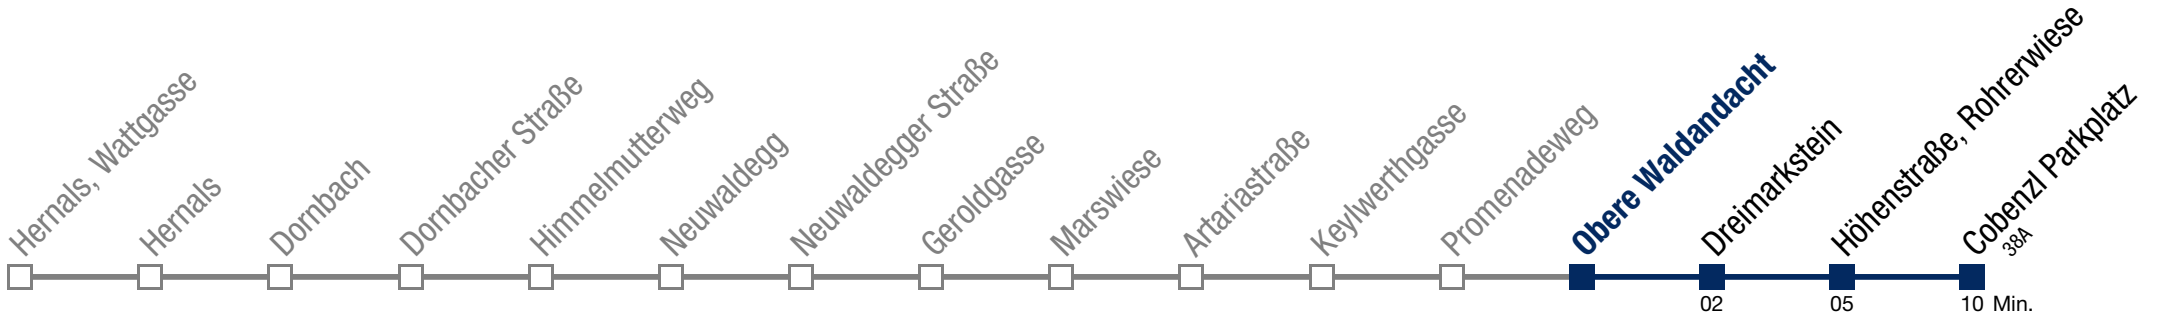 Hernals, Wattgasse
Hernals
Dornbach
Dornbacher Straße
Himmelmutterweg
Neuwaldegg
Neuwaldegger Straße
Geroldgasse
Marswiese
Artariastraße
Keylwerthgasse
Promenadeweg
Obere Waldandacht
Dreimarkstein
Höhenstraße, Rohrerwiese
Cobenzl Parkplatz
38A
02 05 10 Min.